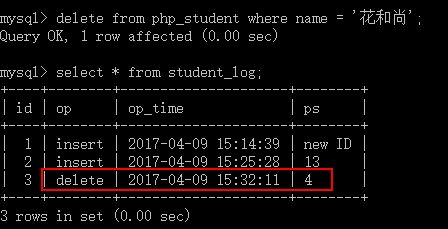 mysql> delete from php_student where name = '花和尚';
Query OK, 1 row affected (0.00 sec)
mysql> select * from student_log;
+----+--------+---------------------+--------+
| id | op | op_time | ps |
+----+--------+---------------------+--------+
| 1 | insert | 2017-04-09 15:14:39 | new ID |
| 2 | insert | 2017-04-09 15:25:28 | 13 |
| 3 | delete | 2017-04-09 15:32:11 | 4 |
+----+--------+---------------------+--------+
3 rows in set (0.00 sec)